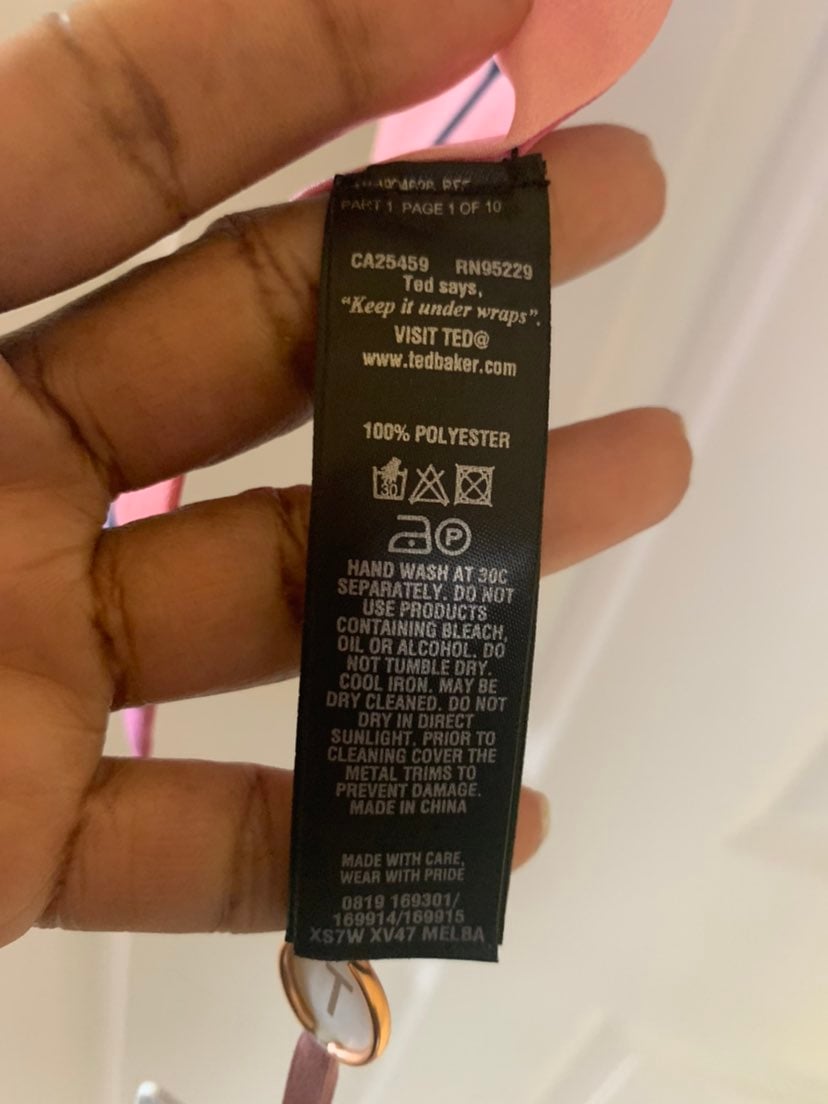 PART 1 PAGE 1 OF 10
CA25459 RN95229
Ted says,
“Keep it under wraps”.
VISIT TED@
www.tedbaker.com
100% POLYESTER
30
P
HAND WASH AT 30C
SEPARATELY. DO NOT
USE PRODUCTS
CONTAINING BLEACH,
OIL OR ALCOHOL. DO
NOT TUMBLE DRY.
COOL IRON. MAY BE
DRY CLEANED. DO NOT
DRY IN DIRECT
SUNLIGHT. PRIOR TO
CLEANING COVER THE
METAL TRIMS TO
PREVENT DAMAGE.
MADE IN CHINA
MADE WITH CARE,
WEAR WITH PRIDE
0819 169301/
169914/169915
XS7W XV47 MELBA
T